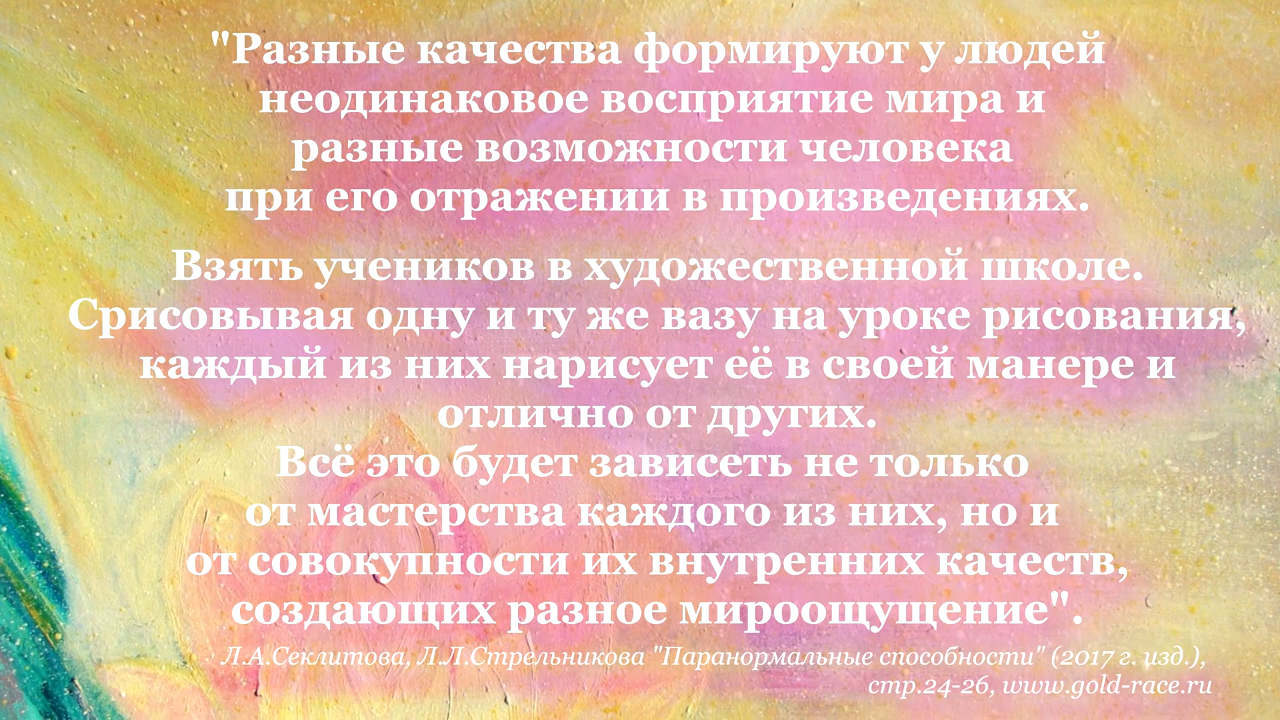 "Разные качества формируют у людей
неодинаковое восприятие мира и
разные возможности человека
при его отражении в произведениях.
Взять учеников в художественной школе.
Срисовывая одну и ту же вазу на уроке рисования,
каждый из них нарисует её в своей манере и
отлично от других.
Всё это будет зависеть не только
от мастерства каждого из них, но и
от совокупности их внутренних качеств,
создающих разное мироощущение".
Л.А.Секлитова, Л.Л.Стрельникова "Паранормальные способности" (2017 г. изд.),
стр.24-26, www.gold-race.ru